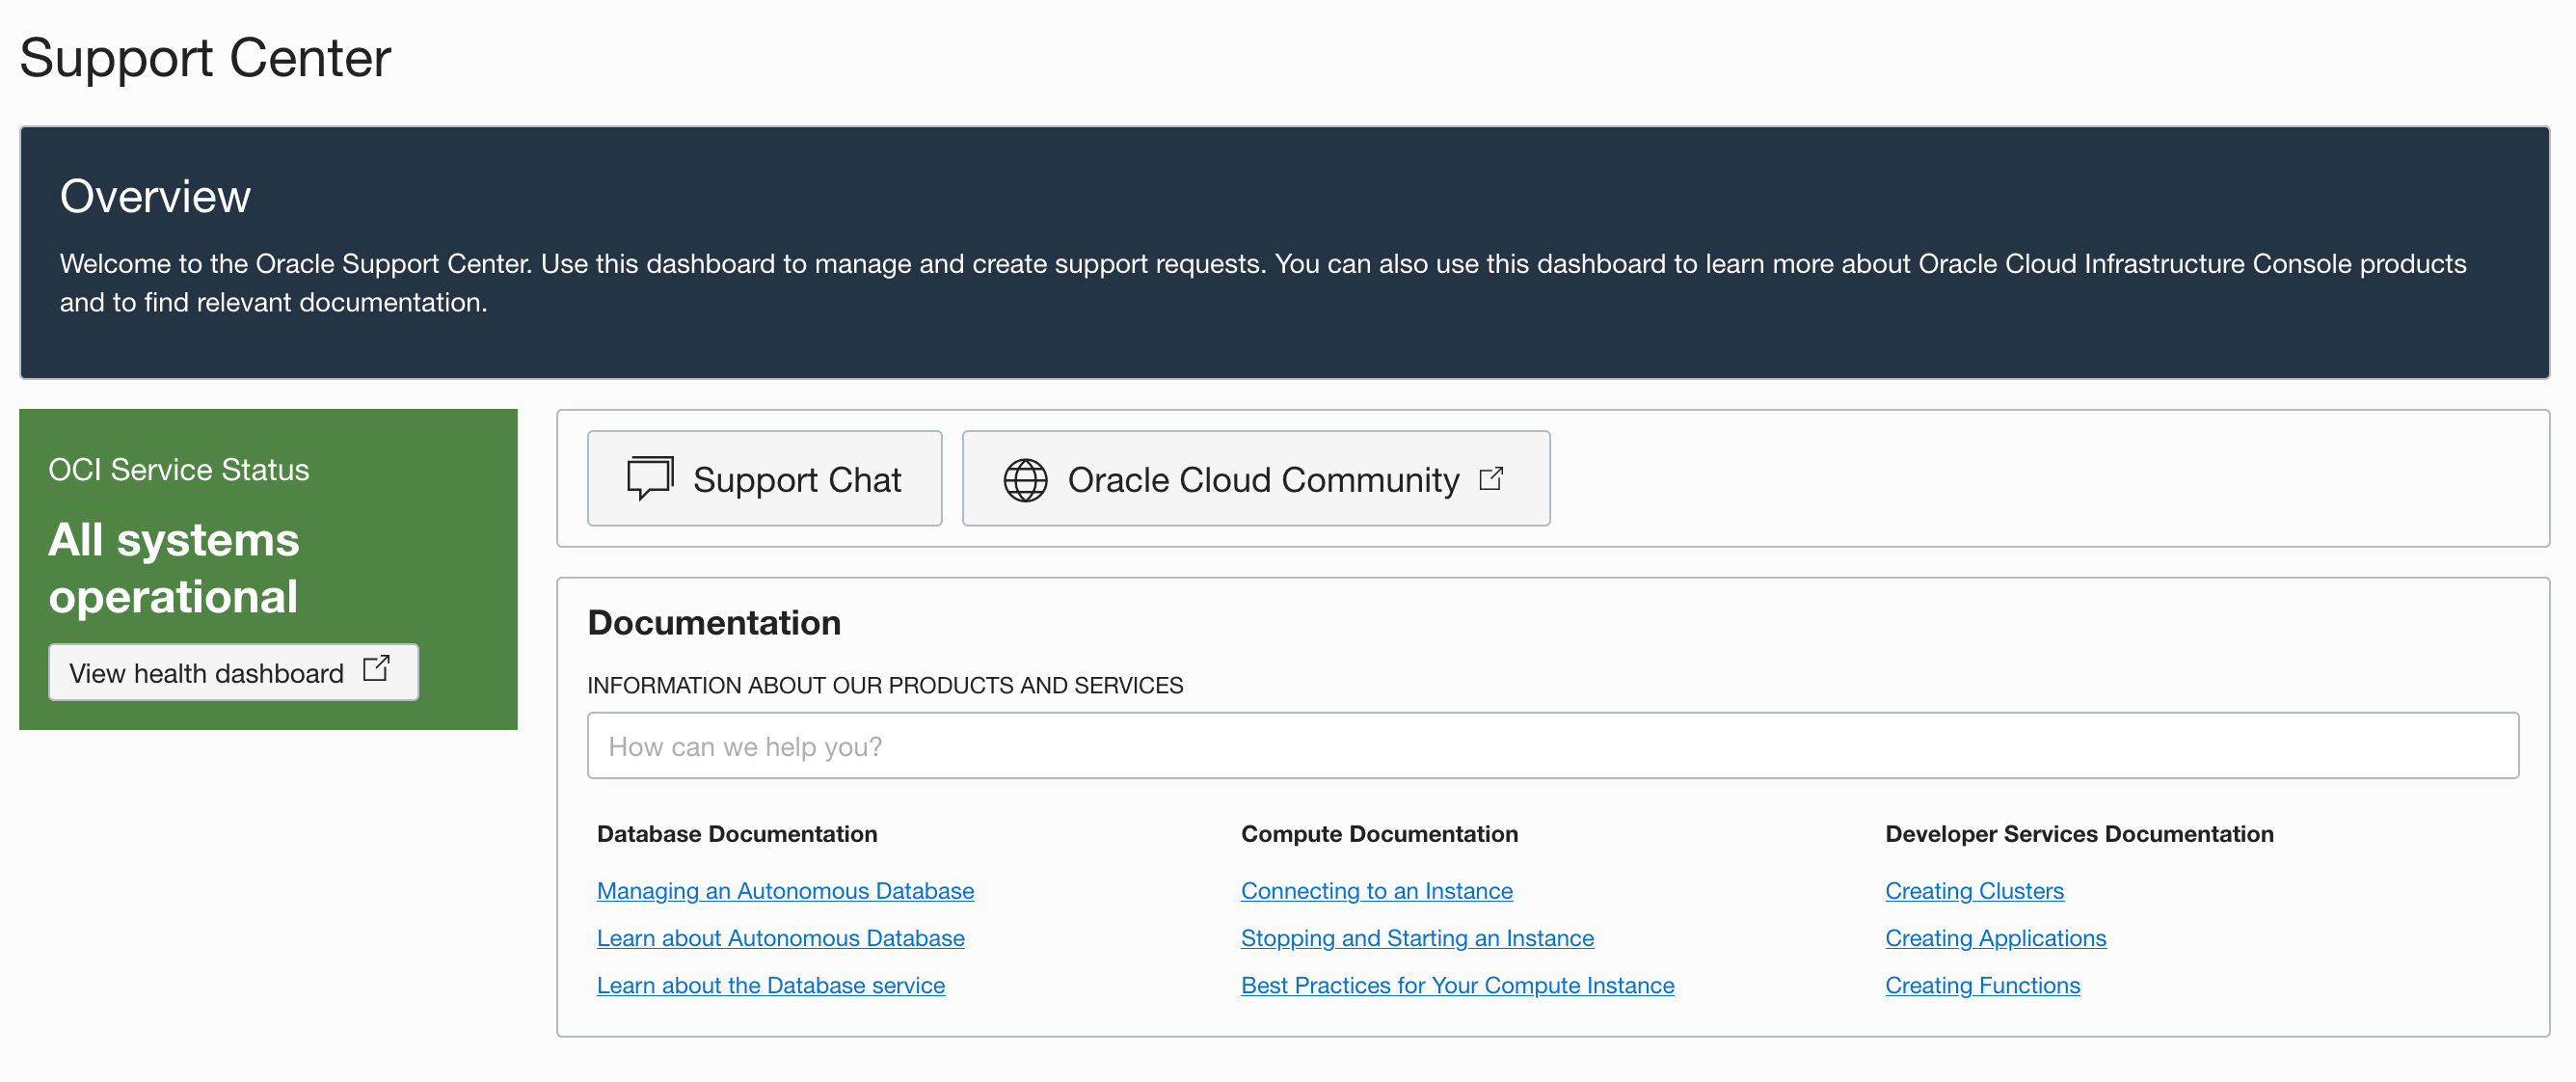 Support Center
Overview
Welcome to the Oracle Support Center. Use this dashboard to manage and create support requests. You can also use this dashboard to learn more about Oracle Cloud Infrastructure Console products
and to find relevant documentation.
OCI Service Status
All systems
operational
View health dashboard
Support Chat
Oracle Cloud Community
Documentation
INFORMATION ABOUT OUR PRODUCTS AND SERVICES
How can we help you?
Database Documentation
Managing an Autonomous Database
Learn about Autonomous Database
Learn about the Database service
Compute Documentation
Connecting to an Instance
Stopping and Starting an Instance
Best Practices for Your Compute Instance
Developer Services Documentation
Creating Clusters
Creating Applications
Creating Functions